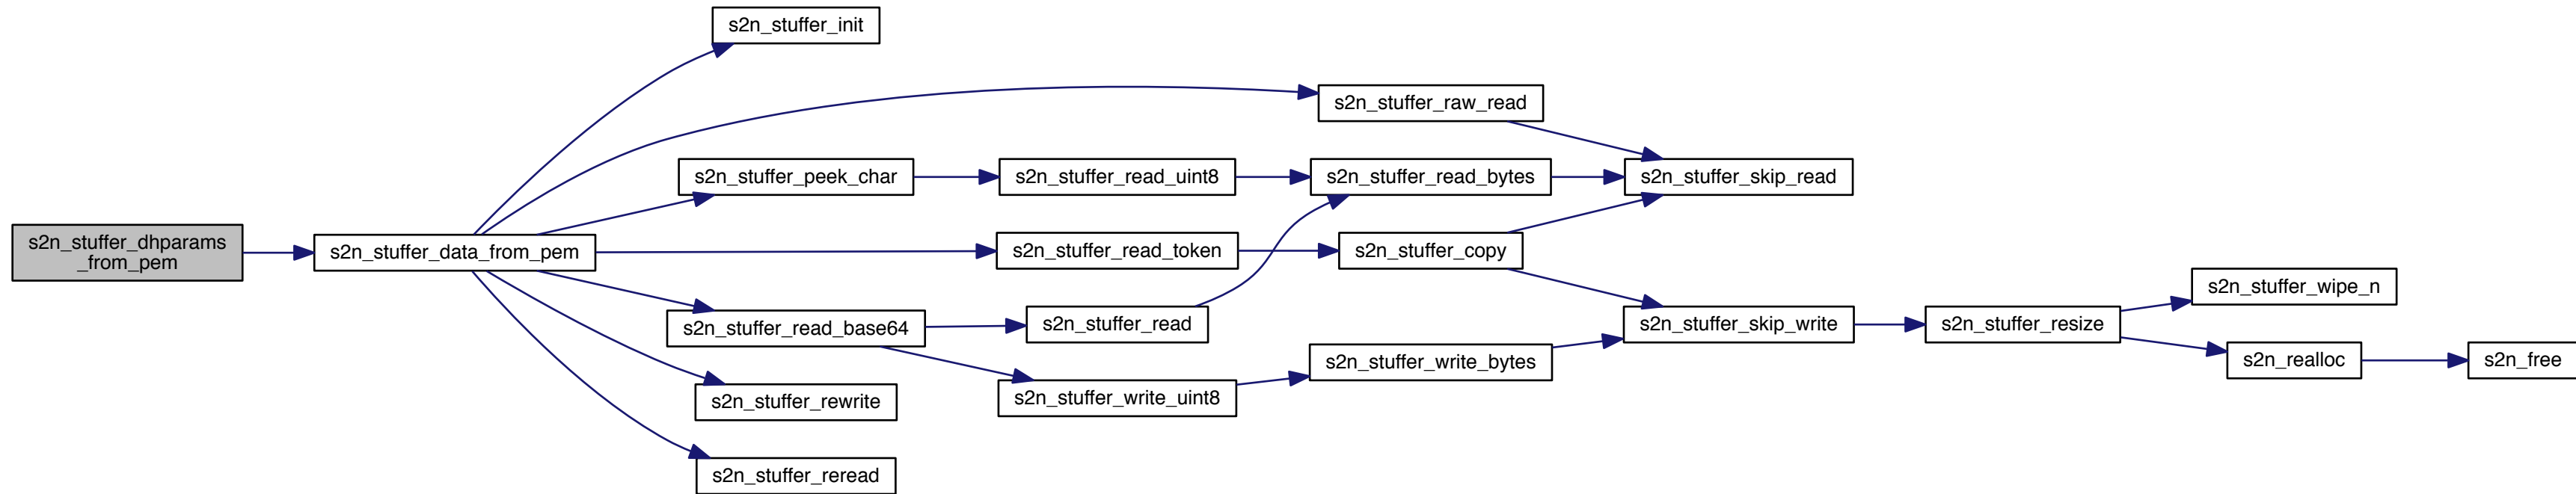 s2n_stuffer_init
s2n_stuffer_raw_read
s2n_stuffer_peek_char
s2n_stuffer_read_uint8
s2n_stuffer_read_bytes
s2n_stuffer_skip_read
s2n_stuffer_dhparams
_from_pem
s2n_stuffer_data_from_pem
s2n_stuffer_read_token
s2n_stuffer_copy
s2n_stuffer_wipe_n
s2n_stuffer_read_base64
s2n_stuffer_read
s2n_stuffer_skip_write
s2n_stuffer_resize
s2n_stuffer_write_bytes
s2n_realloc
s2n_free
s2n_stuffer_rewrite
s2n_stuffer_write_uint8
s2n_stuffer_reread